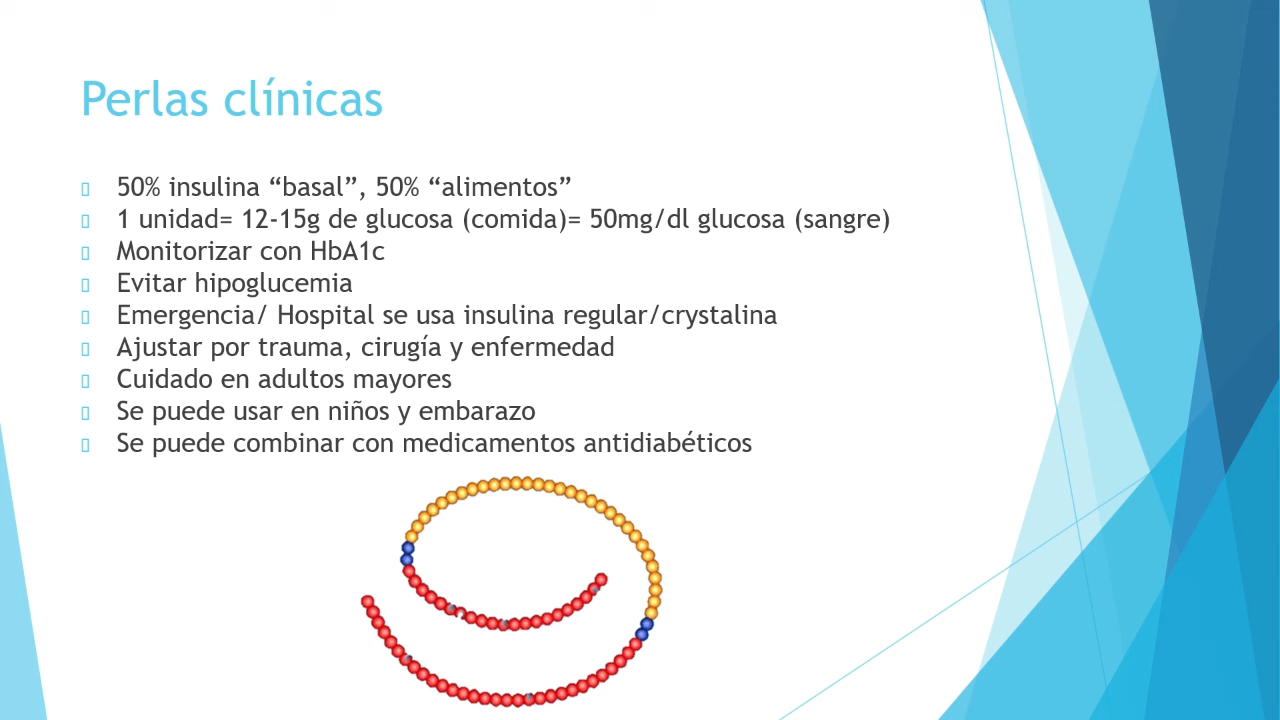 Perlas clínicas
50% insulina “basal”, 50% “alimentos”
1 unidad= 12-15g de glucosa (comida)= 50mg/dl glucosa (sangre)
Monitorizar con HbA1c
Evitar hipoglucemia
Emergencia/ Hospital se usa insulina regular/crystalina
Ajustar por trauma, cirugía y enfermedad
Cuidado en adultos mayores
Se puede usar en niños y embarazo
Se puede combinar con medicamentos antidiabéticos